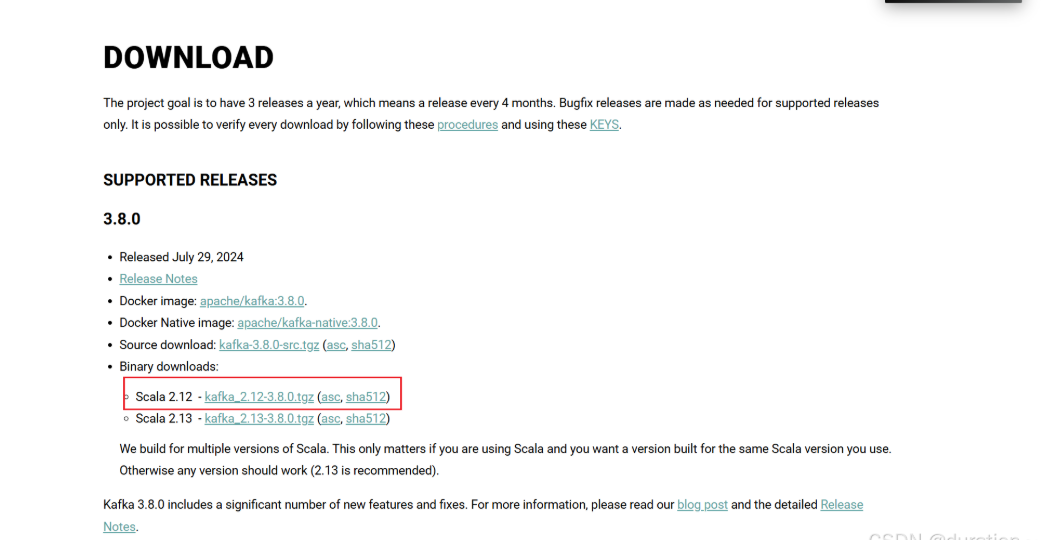 DOWNLOAD
The project goal is to have 3 releases a year, which means a release every 4 months. Bugfix releases are made as needed for supported releases
only. It is possible to verify every download by following these procedures and using these KEYS.
SUPPORTED RELEASES
3.8.0
• Released July 29, 2024
• Release Notes
• Docker image: apache/kafka:3.8.0.
• Docker Native image: apache/kafka-native:3.8.0.
• Source download: kafka-3.8.0-src.tgz (asc, sha512)
• Binary downloads:
◦ Scala 2.12 - kafka_2.12-3.8.0.tgz (asc, sha512)
◦ Scala 2.13 - kafka_2.13-3.8.0.tgz (asc, sha512)
We build for multiple versions of Scala. This only matters if you are using Scala and you want a version built for the same Scala version you use.
Otherwise any version should work (2.13 is recommended).
Kafka 3.8.0 includes a significant number of new features and fixes. For more information, please read our blog post and the detailed Release
Notes.
CSDN @duration